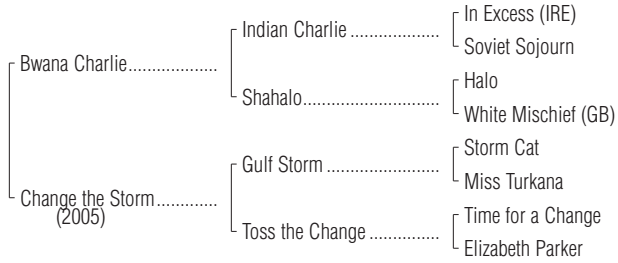 In Excess (IRE)
Indian Charlie ....................
Soviet Sojourn
Bwana Charlie..................
Halo
Shahalo..............................
White Mischief (GB)
Storm Cat
Gulf Storm .........................
Miss Turkana
Change the Storm.............
(2005)
Time for a Change
Toss the Change ...............
Elizabeth Parker